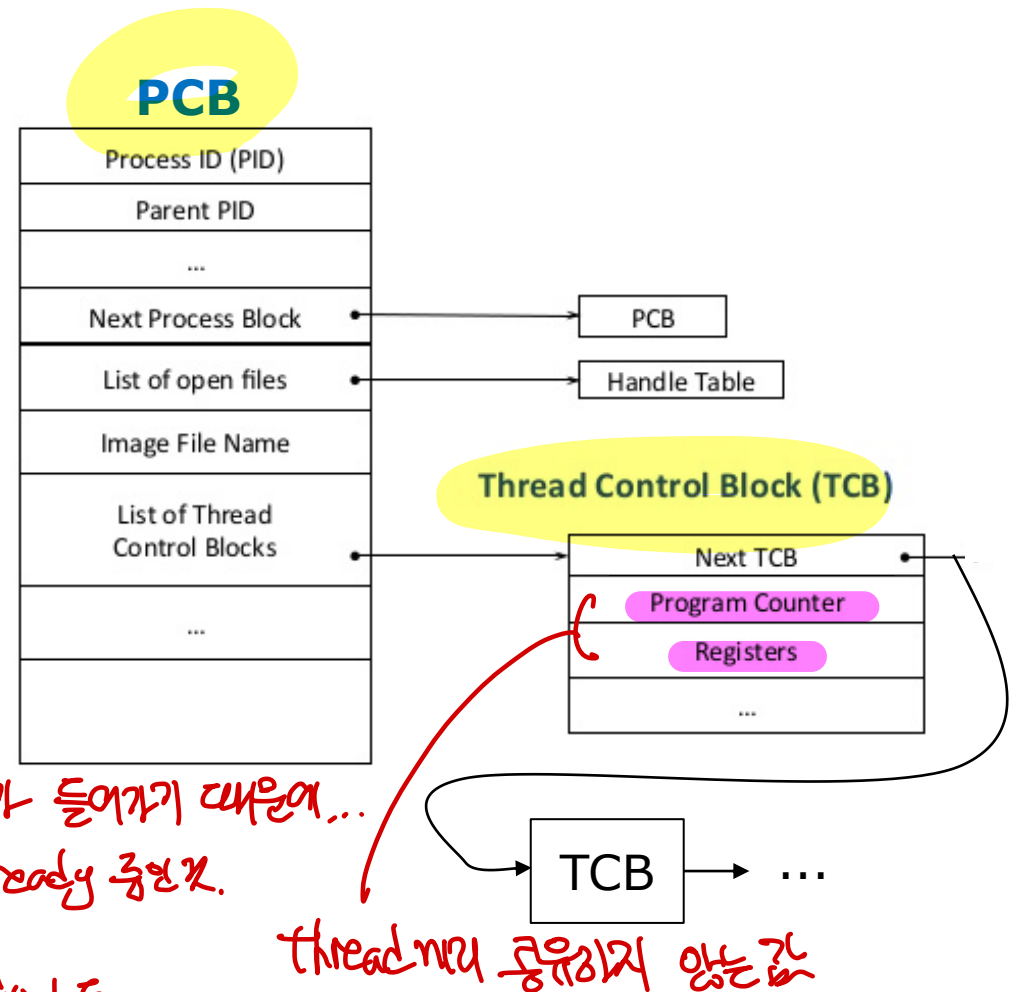 PCB
Process ID (PID)
Parent PID
...
Next Process Block
PCB
List of open files
Handle Table
Image File Name
Thread Control Block (TCB)
List of Thread
Control Blocks
Next TCB
Program Counter
Registers
...
...
들어가기 때문에...
TCB
...
thread끼리 공유하지 않는 값